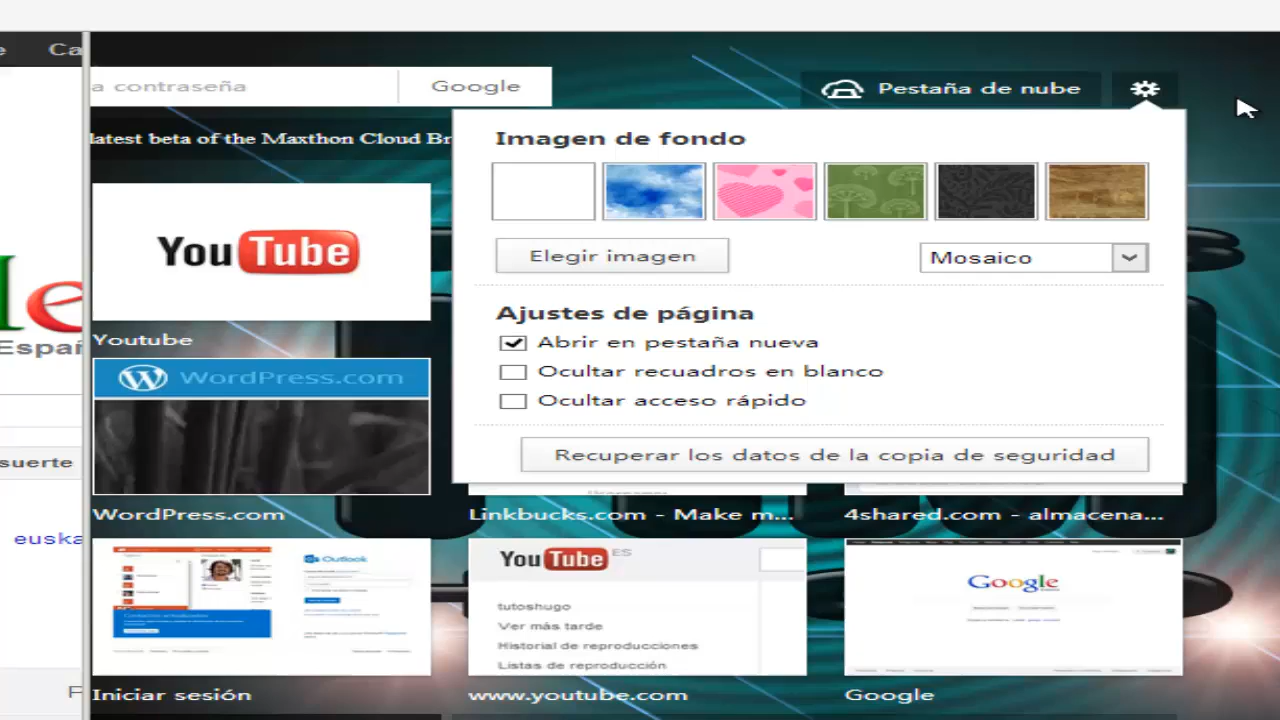 Ca
a contraseña
Google
Pestaña de nube
latest beta of the Maxthon Cloud Br
Imagen de fondo
Elegir imagen
Mosaico
Ajustes de página
Abrir en pestaña nueva
Ocultar recuadros en blanco
Ocultar acceso rápido
Recuperar los datos de la copia de seguridad
YouTube
Youtube
WordPress.com
WordPress.com
Linkbucks.com - Make m...
4shared.com - almacena...
le
Españ
suerte
euska
Outlook
Iniciar sesión
YouTube ES
tutoshugo
Ver más tarde
Historial de reproducciones
Listas de reproducción
www.youtube.com
Google
Google
F